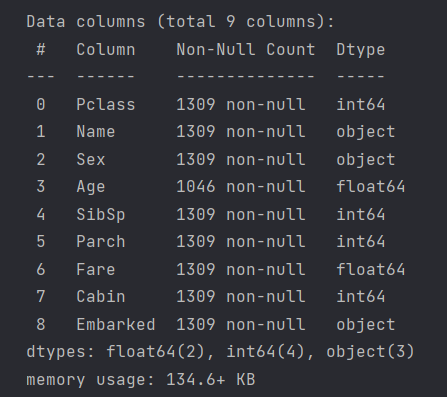 Data columns (total 9 columns):
 #   Column    Non-Null Count  Dtype
---  ------    --------------  -----
 0   Pclass    1309 non-null   int64
 1   Name      1309 non-null   object
 2   Sex       1309 non-null   object
 3   Age       1046 non-null   float64
 4   SibSp     1309 non-null   int64
 5   Parch     1309 non-null   int64
 6   Fare      1309 non-null   float64
 7   Cabin     1309 non-null   int64
 8   Embarked  1309 non-null   object
dtypes: float64(2), int64(4), object(3)
memory usage: 134.6+ KB